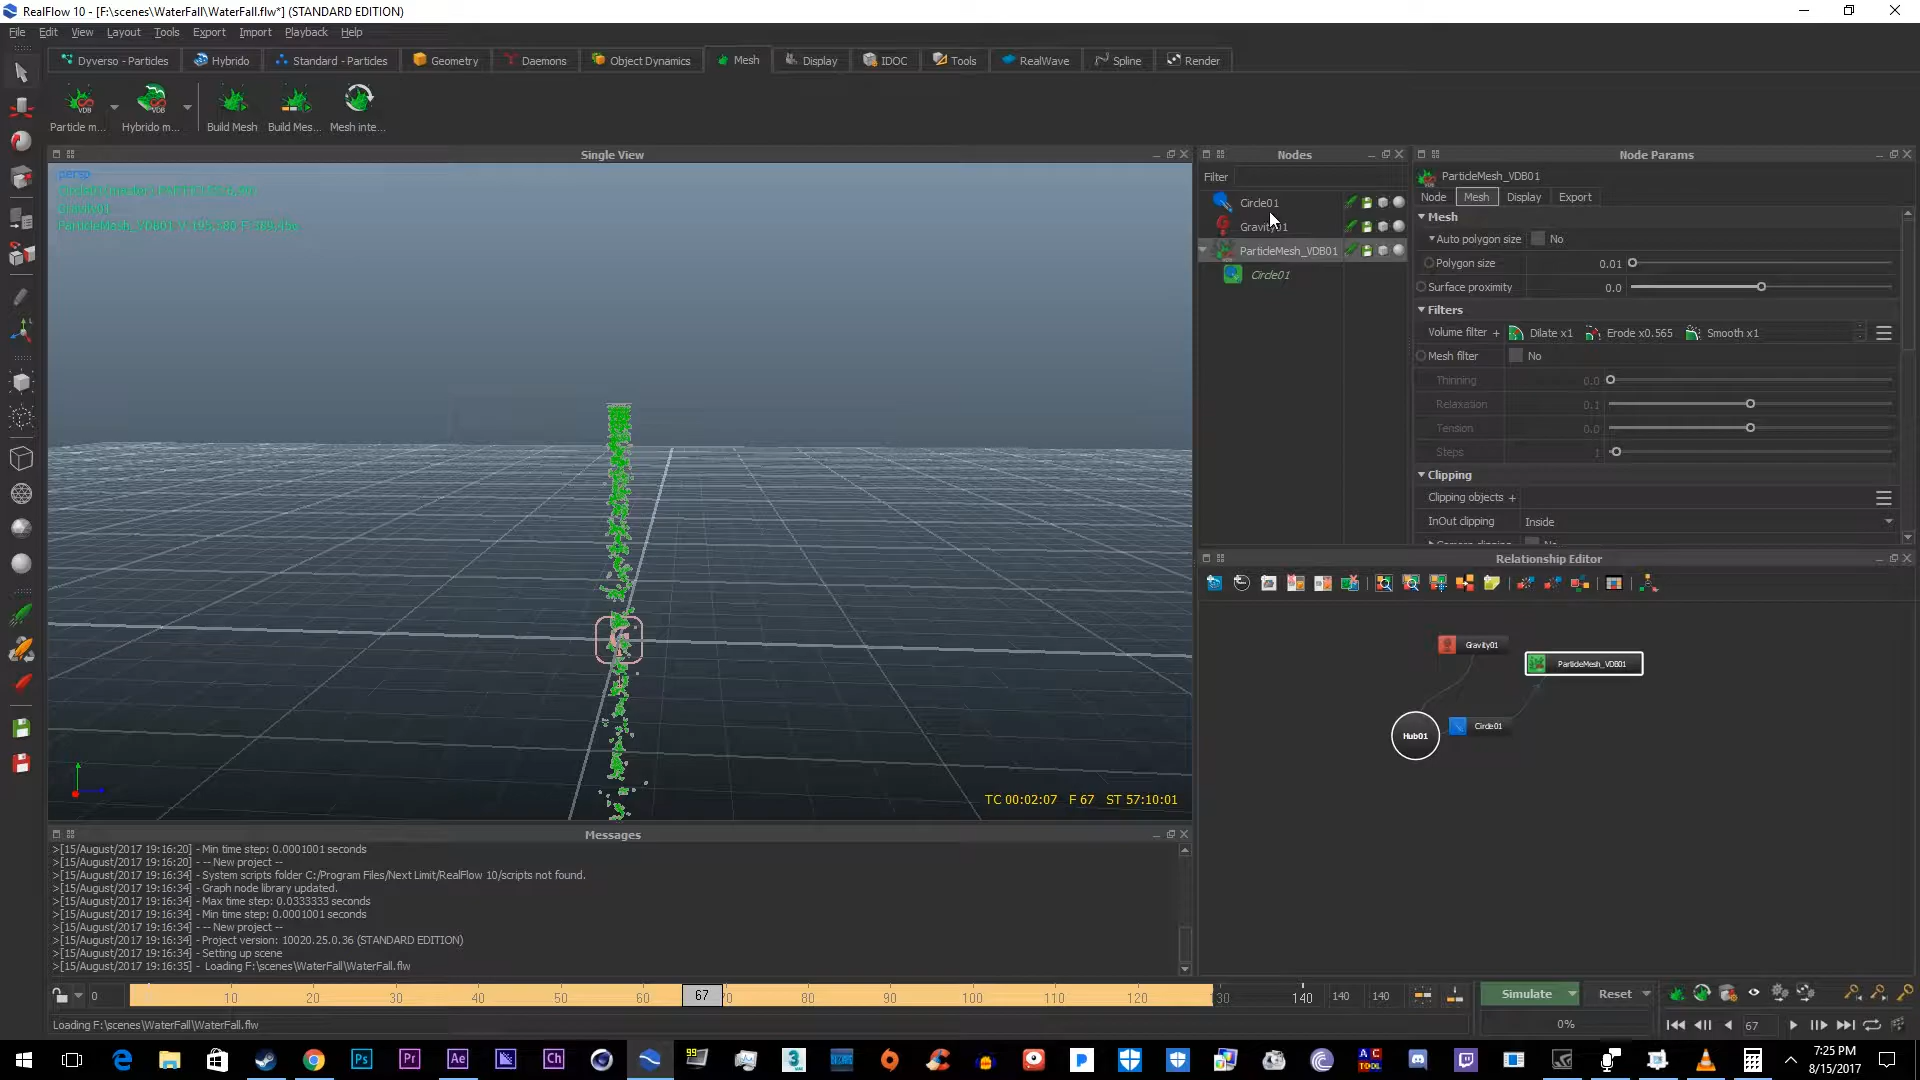 RealFlow 10 - [F:\scenes\WaterFall\WaterFall.flw*] (STANDARD EDITION)
File Edit View Layout Tools Export Import Playback Help
Dyverso - Particles Hybrido Standard - Particles Geometry Daemons Object Dynamics Mesh Display IDOC Tools RealWave Spline Render
Particle m... Hybrido m... Build Mesh Build Mes... Mesh inte...
Single View
persp
Gravity01
TC 00:02:07 F 67 ST 57:10:01
Nodes
Filter
Circle01
Gravity01
ParticleMesh_VDB01
Circle01
Node Params
ParticleMesh_VDB01
Node Mesh Display Export
Mesh
Auto polygon size No
Polygon size 0.01
Surface proximity 0.0
Filters
Volume filter + Dilate x1 Erode x0.565 Smooth x1
Mesh filter No
Thinning 0.0
Relaxation 0.1
Tension 0.0
Steps 1
Clipping
Clipping objects +
InOut clipping Inside
Relationship Editor
Gravity01
ParticleMesh_VDB01
Circle01
Hub01
Messages
>[15/August/2017 19:16:20] - Min time step: 0.0001001 seconds
>[15/August/2017 19:16:20] - -- New project --
>[15/August/2017 19:16:34] - System scripts folder C:/Program Files/Next Limit/RealFlow 10/scripts not found.
>[15/August/2017 19:16:34] - Graph node library updated.
>[15/August/2017 19:16:34] - Max time step: 0.0333333 seconds
>[15/August/2017 19:16:34] - Min time step: 0.0001001 seconds
>[15/August/2017 19:16:34] - -- New project --
>[15/August/2017 19:16:34] - Project version: 10020.25.0.36 (STANDARD EDITION)
>[15/August/2017 19:16:34] - Setting up scene
>[15/August/2017 19:16:35] - Loading F:\scenes\WaterFall\WaterFall.flw
0 10 20 30 40 50 60 67 70 80 90 100 110 120 130 140 140 140
Simulate Reset
Loading F:\scenes\WaterFall\WaterFall.flw
0%
67
7:25 PM
8/15/2017